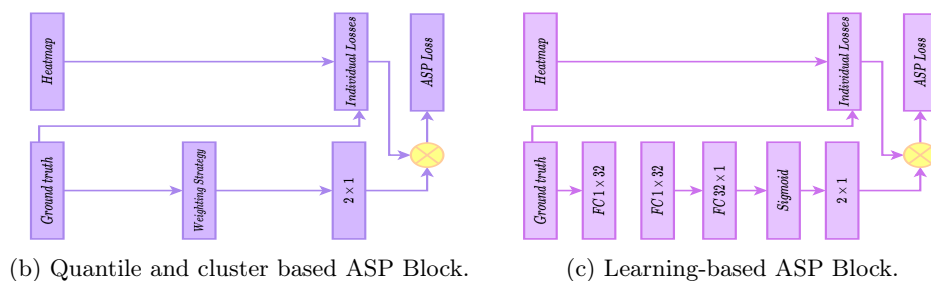 Heatmap
Individual Losses
ASP Loss
Ground truth
Weighting Strategy
2 × 1
(b) Quantile and cluster based ASP Block.
Heatmap
Individual Losses
ASP Loss
Ground truth
FC 1 × 32
FC 1 × 32
FC 32 × 1
Sigmoid
2 × 1
(c) Learning-based ASP Block.